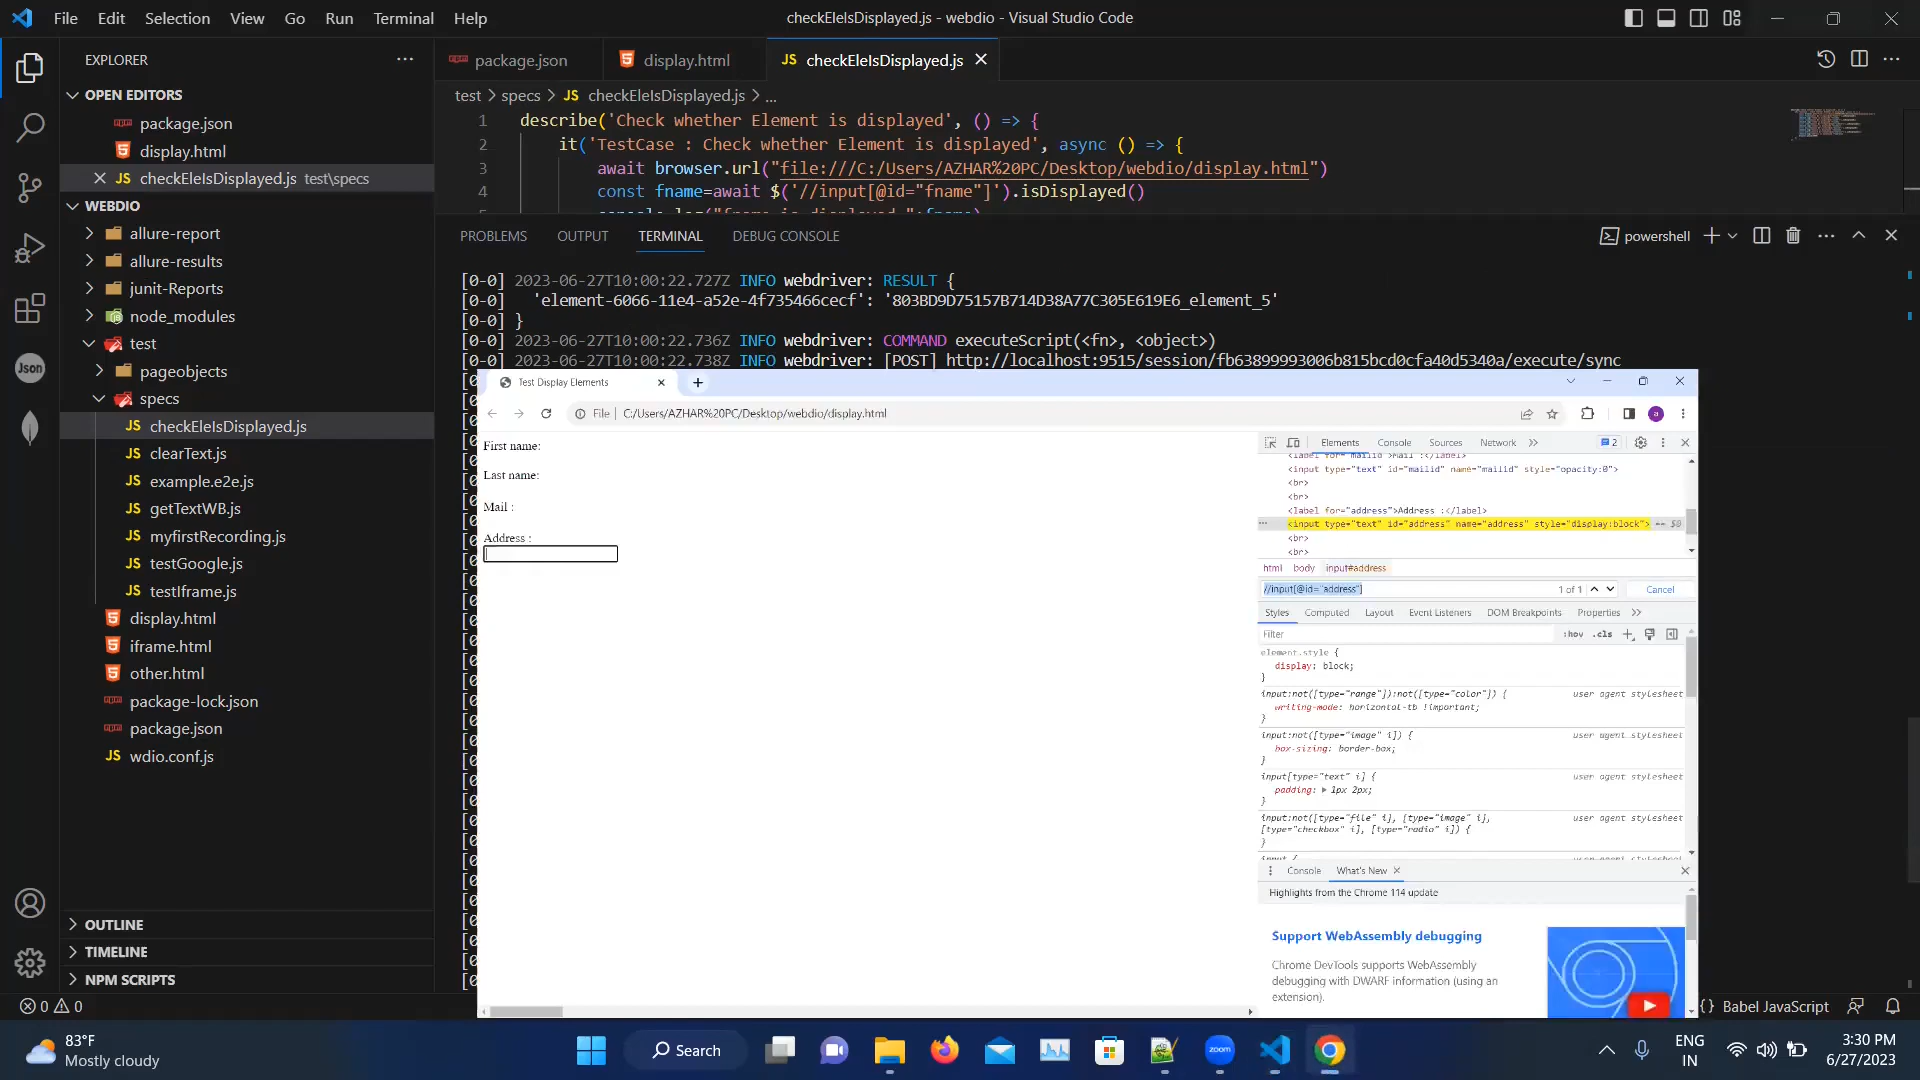 File Edit Selection View Go Run Terminal Help
checkEleIsDisplayed.js - webdio - Visual Studio Code
EXPLORER
OPEN EDITORS
package.json
display.html
checkEleIsDisplayed.js test\specs
WEBDIO
allure-report
allure-results
junit-Reports
node_modules
test
pageobjects
specs
checkEleIsDisplayed.js
clearText.js
example.e2e.js
getTextWB.js
myfirstRecording.js
testGoogle.js
testIframe.js
display.html
iframe.html
other.html
package-lock.json
package.json
wdio.conf.js
OUTLINE
TIMELINE
NPM SCRIPTS
package.json display.html JS checkEleIsDisplayed.js
test > specs > JS checkEleIsDisplayed.js > ...
1 describe('Check whether Element is displayed', () => {
2 it('TestCase : Check whether Element is displayed', async () => {
3 await browser.url("file:///C:/Users/AZHAR%20PC/Desktop/webdio/display.html")
4 const fname=await $('//input[@id="fname"]').isDisplayed()
PROBLEMS OUTPUT TERMINAL DEBUG CONSOLE
powershell
[0-0] 2023-06-27T10:00:22.727Z INFO webdriver: RESULT {
[0-0] 'element-6066-11e4-a52e-4f735466cecf': '803BD9D75157B714D38A77C305E619E6_element_5'
[0-0] }
[0-0] 2023-06-27T10:00:22.736Z INFO webdriver: COMMAND executeScript(<fn>, <object>)
[0-0] 2023-06-27T10:00:22.738Z INFO webdriver: [POST] http://localhost:9515/session/fb63899993006b815bcd0cfa40d5340a/execute/sync
Test Display Elements
File | C:/Users/AZHAR%20PC/Desktop/webdio/display.html
First name:
Last name:
Mail :
Address :
Elements Console Sources Network 2
<label for="mailid">Mail :</label>
<input type="text" id="mailid" name="mailid" style="opacity:0">
<br>
<br>
<label for="address">Address :</label>
<input type="text" id="address" name="address" style="display:block"> == $0
<br>
<br>
html body input#address
//input[@id="address"] 1 of 1 Cancel
Styles Computed Layout Event Listeners DOM Breakpoints Properties
Filter :hov .cls
element.style {
display: block;
}
input:not([type="range"]):not([type="color"]) { user agent stylesheet
writing-mode: horizontal-tb !important;
}
input:not([type="image" i]) { user agent stylesheet
box-sizing: border-box;
}
input[type="text" i] { user agent stylesheet
padding: 1px 2px;
}
input:not([type="file" i], [type="image" i], user agent stylesheet
[type="checkbox" i], [type="radio" i]) {
}
Console What's New
Highlights from the Chrome 114 update
Support WebAssembly debugging
Chrome DevTools supports WebAssembly
debugging with DWARF information (using an
extension).
0 0
{} Babel JavaScript
83°F
Mostly cloudy
Search
zoom
ENG
IN
3:30 PM
6/27/2023